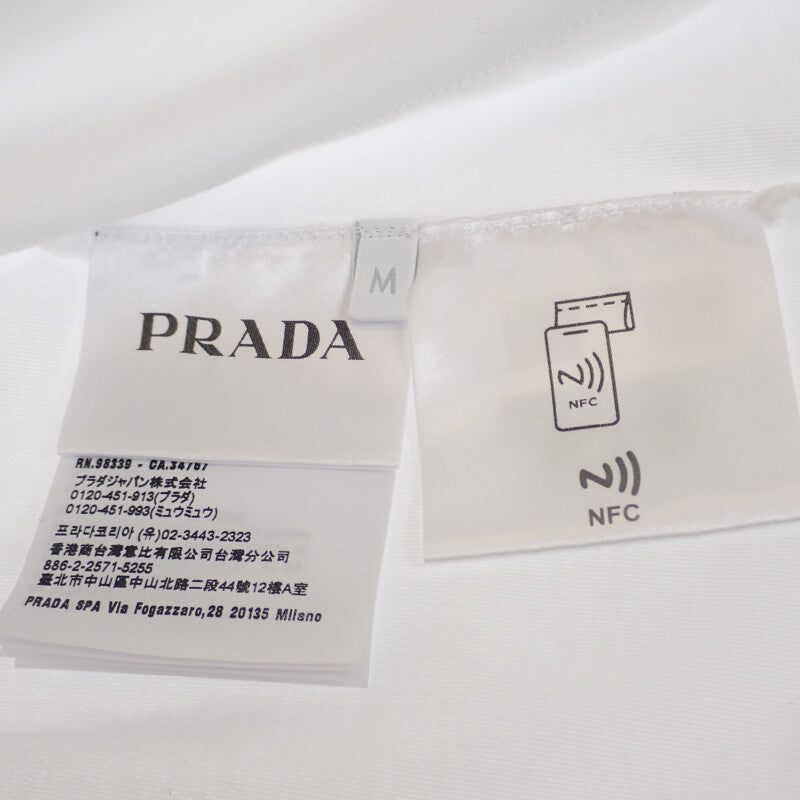 PRADA
M
RN.98339 - CA.34767
プラダジャパン株式会社
0120-451-913(プラダ)
0120-451-993(ミュウミュウ)
프라다코리아 (유)02-3443-2323
香港商台灣意比有限公司台灣分公司
886-2-2571-5255
臺北市中山區中山北路二段44號12樓A室
PRADA SPA Via Fogazzaro,28 20135 Milano
NFC
NFC